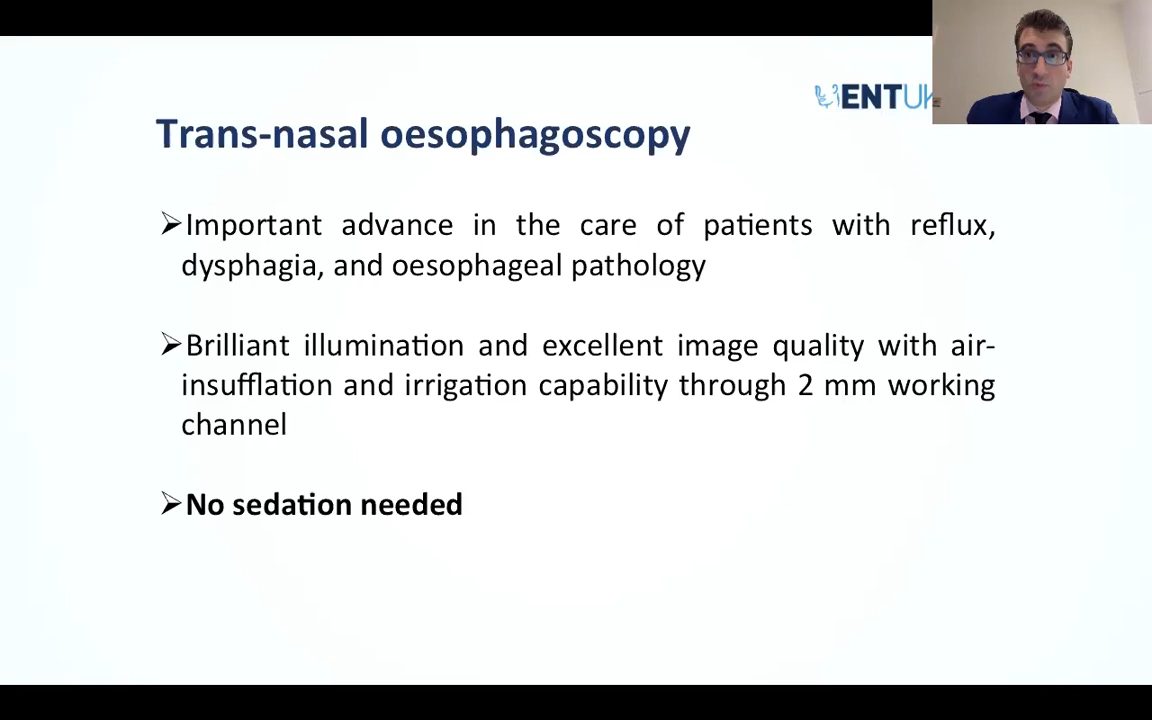 ENTUK
Trans-nasal oesophagoscopy
➢Important advance in the care of patients with reflux,
dysphagia, and oesophageal pathology
➢Brilliant illumination and excellent image quality with air-
insufflation and irrigation capability through 2 mm working
channel
➢No sedation needed